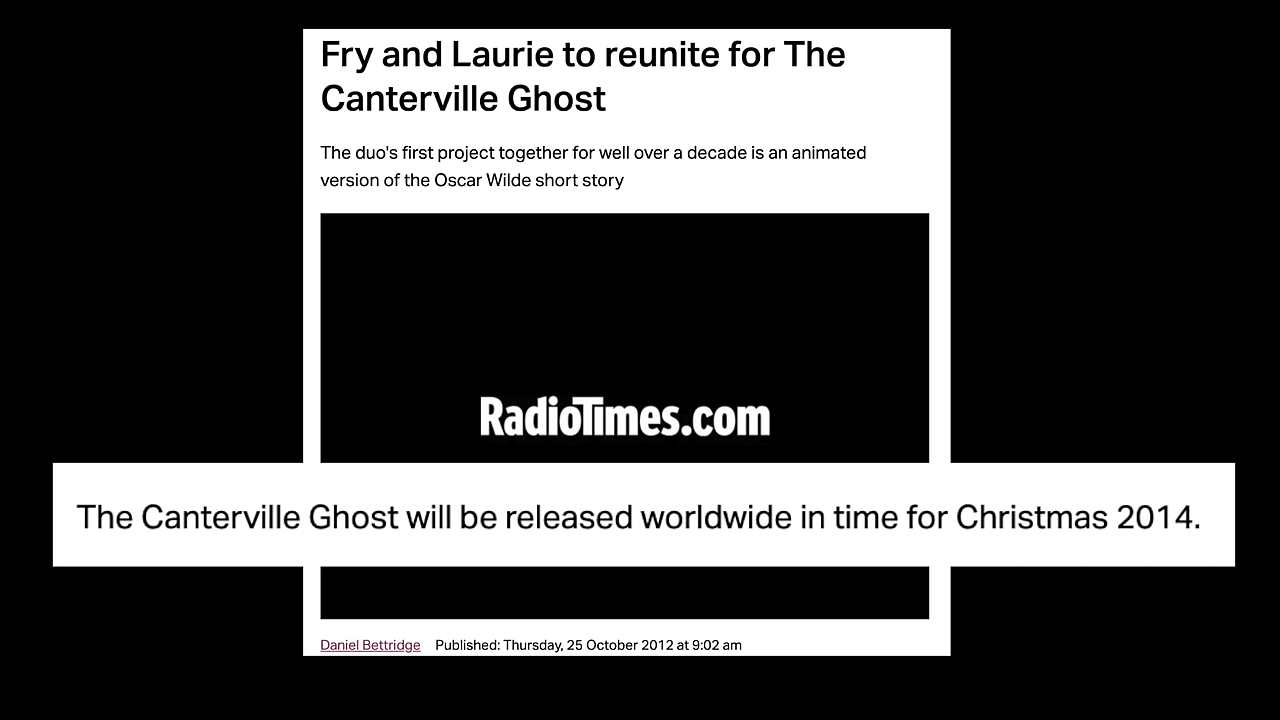 Fry and Laurie to reunite for The
Canterville Ghost
The duo's first project together for well over a decade is an animated
version of the Oscar Wilde short story
RadioTimes.com
The Canterville Ghost will be released worldwide in time for Christmas 2014.
Daniel Bettridge Published: Thursday, 25 October 2012 at 9:02 am